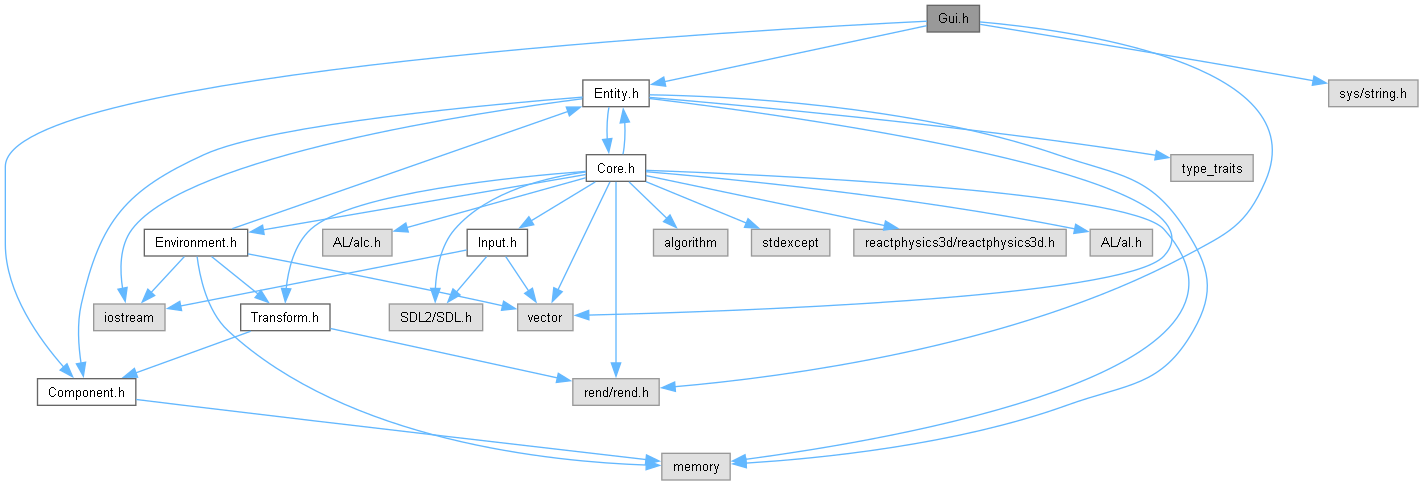 Gui.h
Entity.h
sys/string.h
Core.h
type_traits
Environment.h
AL/alc.h
Input.h
algorithm
stdexcept
reactphysics3d/reactphysics3d.h
AL/al.h
iostream
Transform.h
SDL2/SDL.h
vector
Component.h
rend/rend.h
memory